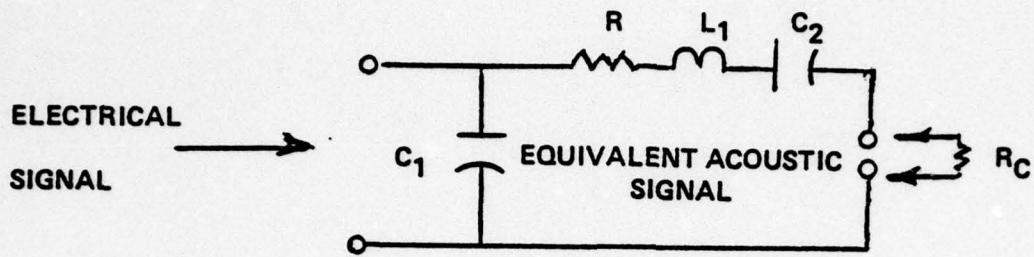 R L1 C2
ELECTRICAL
SIGNAL
C1
EQUIVALENT ACOUSTIC
SIGNAL
RC